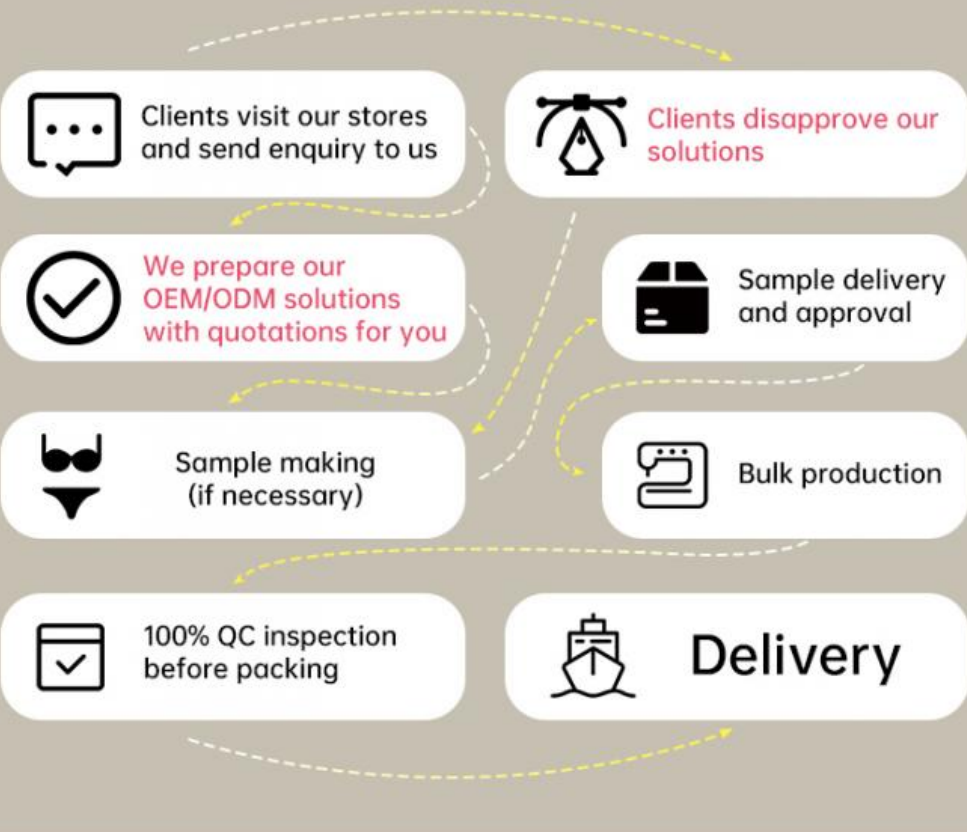 Clients visit our stores
and send enquiry to us
Clients disapprove our
solutions
We prepare our
OEM/ODM solutions
with quotations for you
Sample delivery
and approval
Sample making
(if necessary)
Bulk production
100% QC inspection
before packing
Delivery